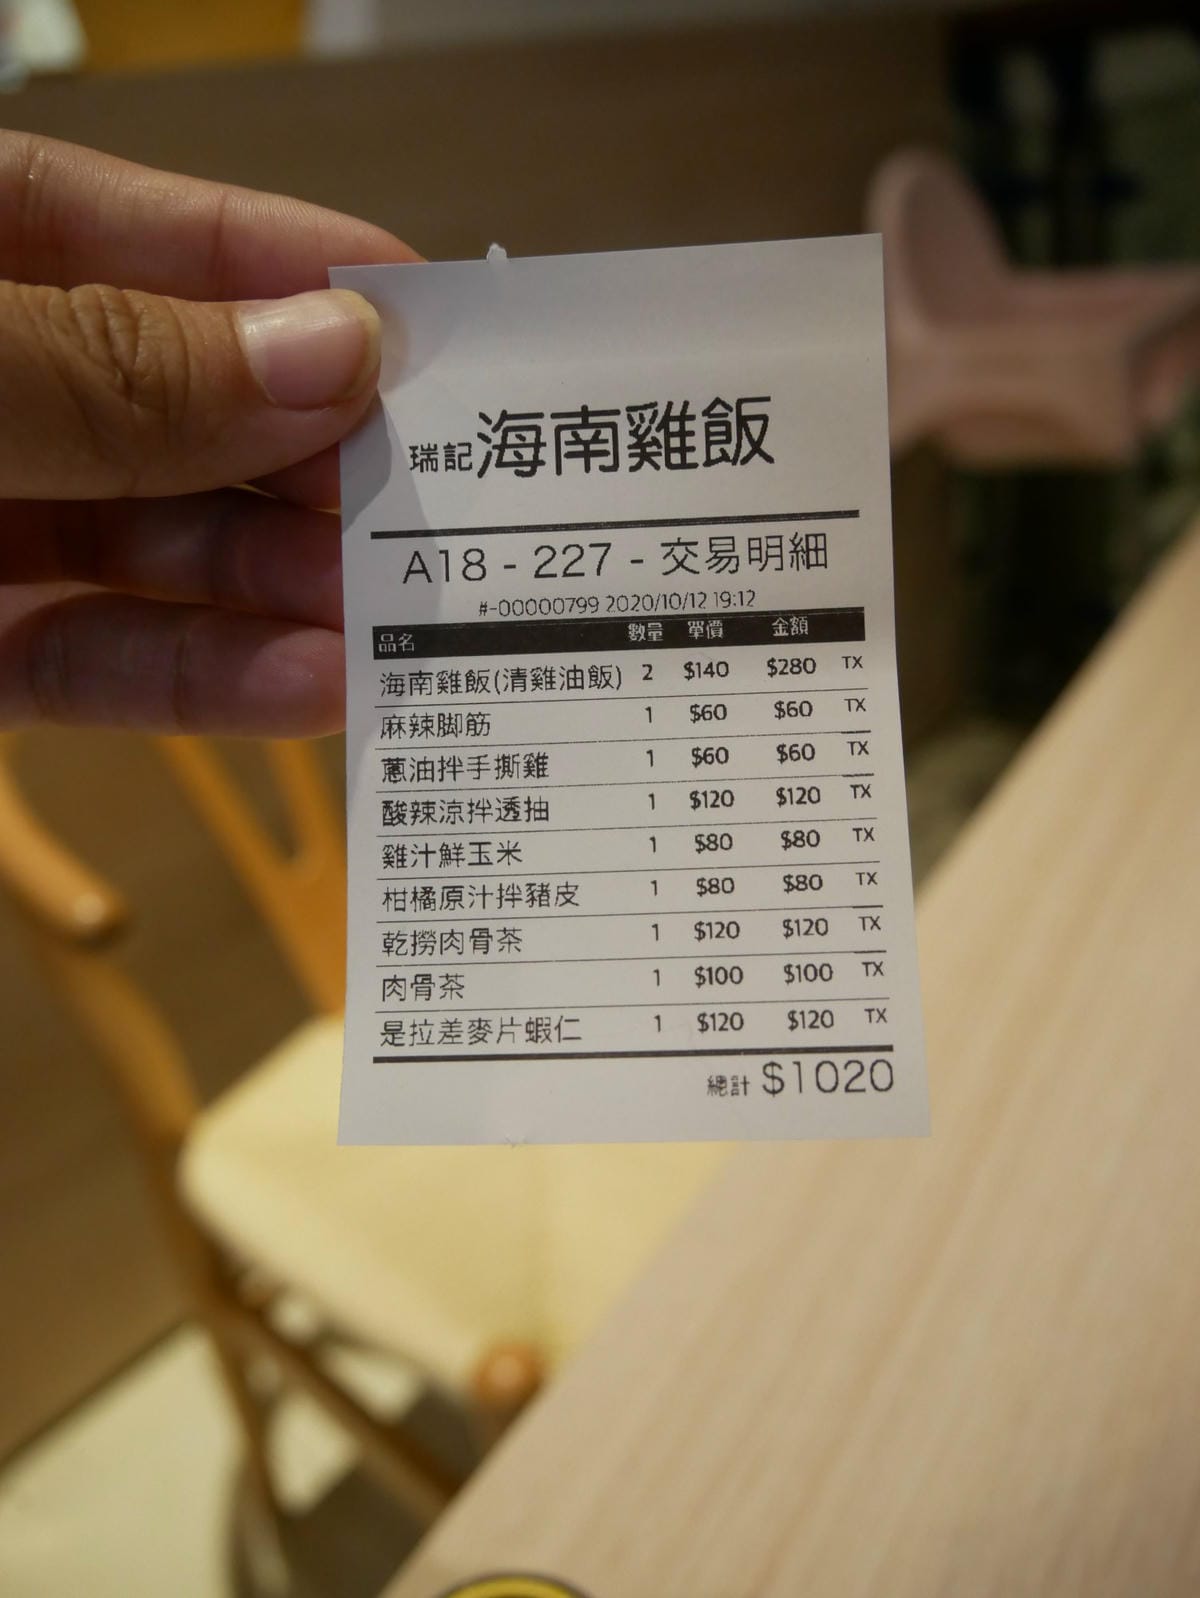 瑞記海南雞飯
A18 - 227 - 交易明細
#-00000799 2020/10/12 19:12
品名 數量 單價 金額
海南雞飯(清雞油飯) 2 $140 $280 TX
麻辣脚筋 1 $60 $60 TX
蔥油拌手撕雞 1 $60 $60 TX
酸辣涼拌透抽 1 $120 $120 TX
雞汁鮮玉米 1 $80 $80 TX
柑橘原汁拌豬皮 1 $80 $80 TX
乾撈肉骨茶 1 $120 $120 TX
肉骨茶 1 $100 $100 TX
是拉差麥片蝦仁 1 $120 $120 TX
總計 $1020